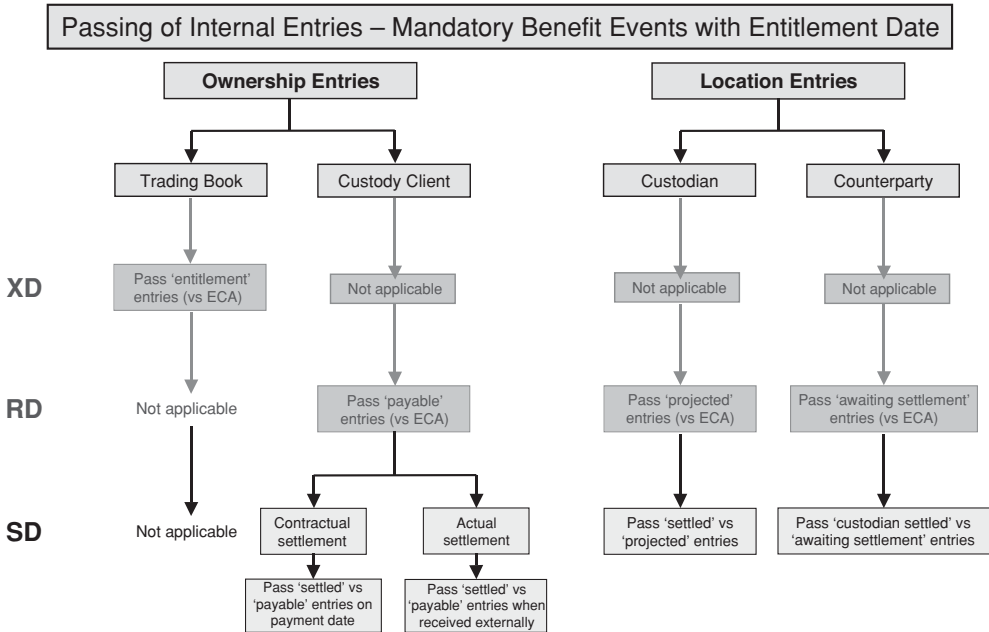 Passing of Internal Entries – Mandatory Benefit Events with Entitlement Date
Ownership Entries
Location Entries
Trading Book
Custody Client
Custodian
Counterparty
XD
Pass ‘entitlement’
entries (vs ECA)
Not applicable
Not applicable
Not applicable
RD
Not applicable
Pass ‘payable’
entries (vs ECA)
Pass ‘projected’
entries (vs ECA)
Pass ‘awaiting settlement’
entries (vs ECA)
SD
Not applicable
Contractual
settlement
Actual
settlement
Pass ‘settled’ vs
‘projected’ entries
Pass ‘custodian settled’ vs
‘awaiting settlement’ entries
Pass ‘settled’ vs
‘payable’ entries on
payment date
Pass ‘settled’ vs
‘payable’ entries when
received externally